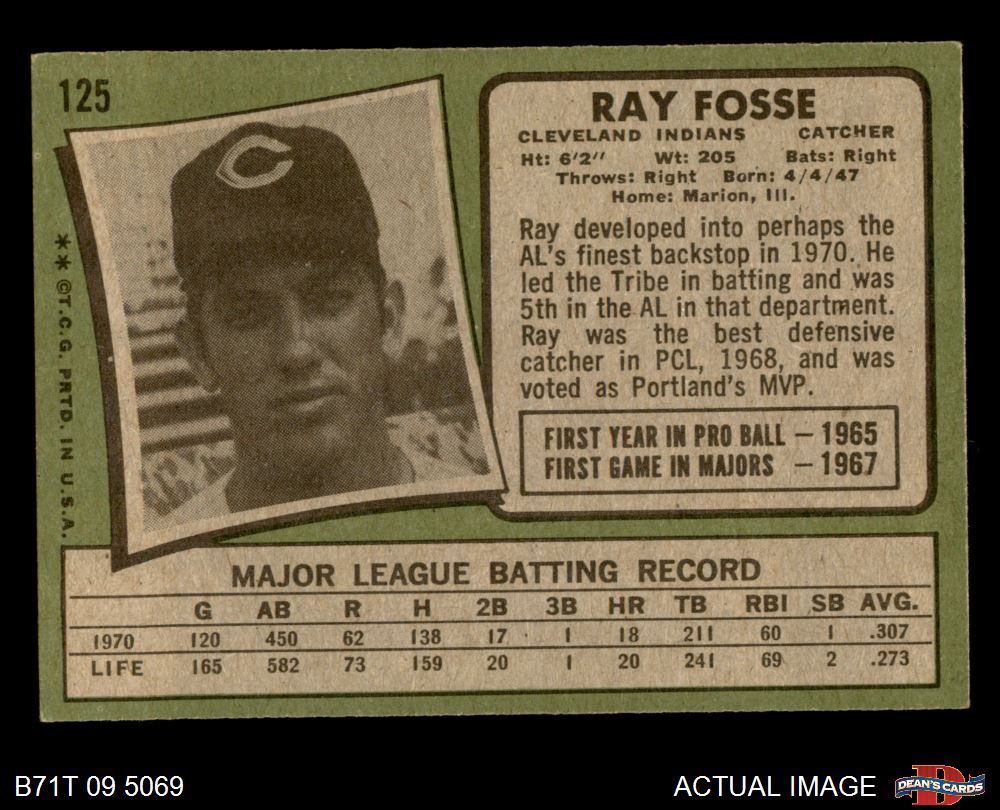 125
RAY FOSSE
CLEVELAND INDIANS CATCHER
Ht: 6'2" Wt: 205 Bats: Right
Throws: Right Born: 4/4/47
Home: Marion, Ill.
Ray developed into perhaps the
AL's finest backstop in 1970. He
led the Tribe in batting and was
5th in the AL in that department.
Ray was the best defensive
catcher in PCL, 1968, and was
voted as Portland's MVP.
FIRST YEAR IN PRO BALL – 1965
FIRST GAME IN MAJORS – 1967
C
** ©T.C.G. PRTD. IN U.S.A.
MAJOR LEAGUE BATTING RECORD
G AB R H 2B 3B HR TB RBI SB AVG.
1970 120 450 62 138 17 1 18 211 60 1 .307
LIFE 165 582 73 159 20 1 20 241 69 2 .273
B71T 09 5069
ACTUAL IMAGE
D
DEAN'S CARDS